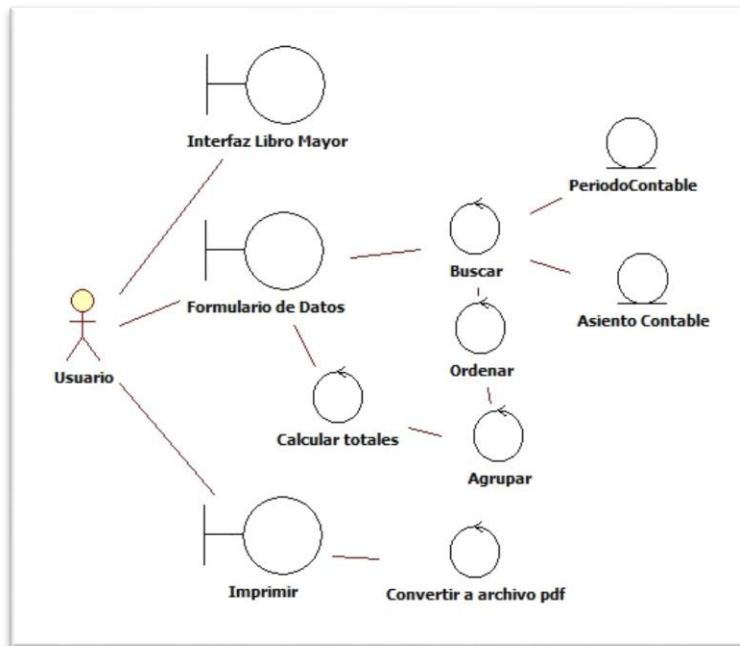 Interfaz Libro Mayor
PeriodoContable
Buscar
Formulario de Datos
Asiento Contable
Usuario
Ordenar
Calcular totales
Agrupar
Imprimir
Convertir a archivo pdf